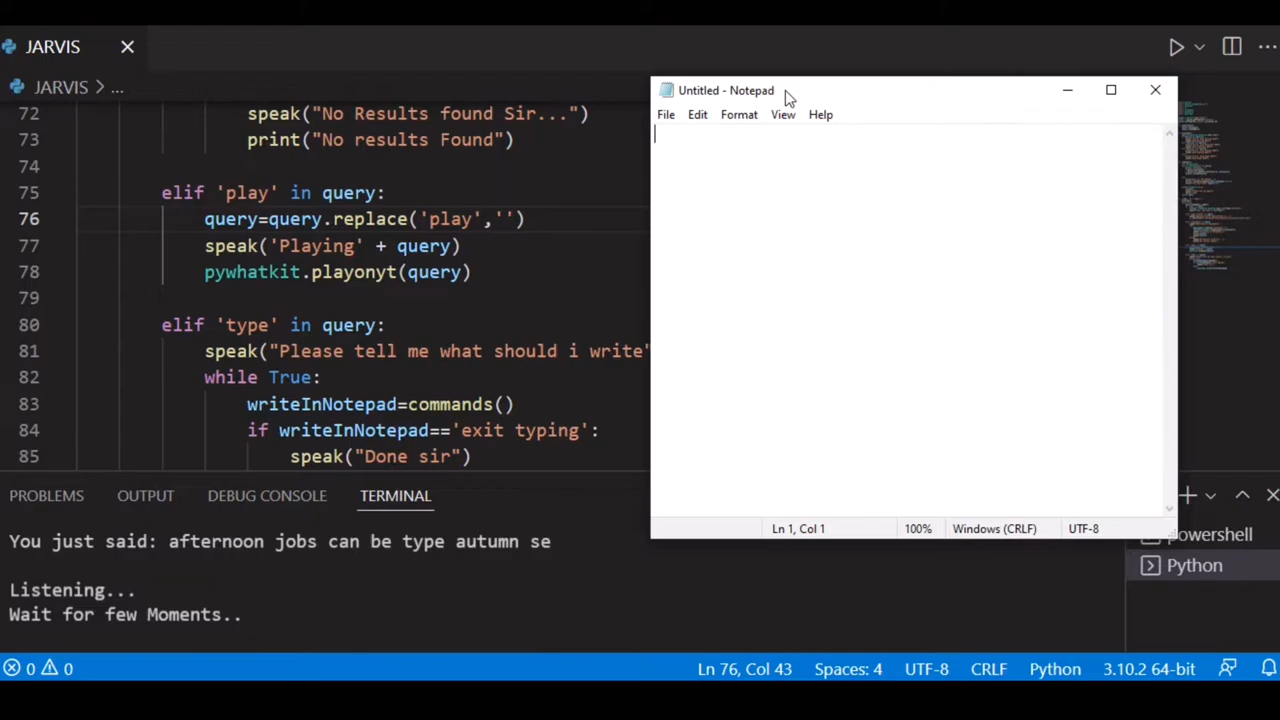 JARVIS
JARVIS > ...
72 speak("No Results found Sir...")
73 print("No results Found")
74
75 elif 'play' in query:
76 query=query.replace('play','')
77 speak('Playing' + query)
78 pywhatkit.playonyt(query)
79
80 elif 'type' in query:
81 speak("Please tell me what should i write"
82 while True:
83 writeInNotepad=commands()
84 if writeInNotepad=='exit typing':
85 speak("Done sir")
Untitled - Notepad
File Edit Format View Help
Ln 1, Col 1 100% Windows (CRLF) UTF-8
PROBLEMS OUTPUT DEBUG CONSOLE TERMINAL
You just said: afternoon jobs can be type autumn se
Listening...
Wait for few Moments..
powershell
Python
0 0 Ln 76, Col 43 Spaces: 4 UTF-8 CRLF Python 3.10.2 64-bit